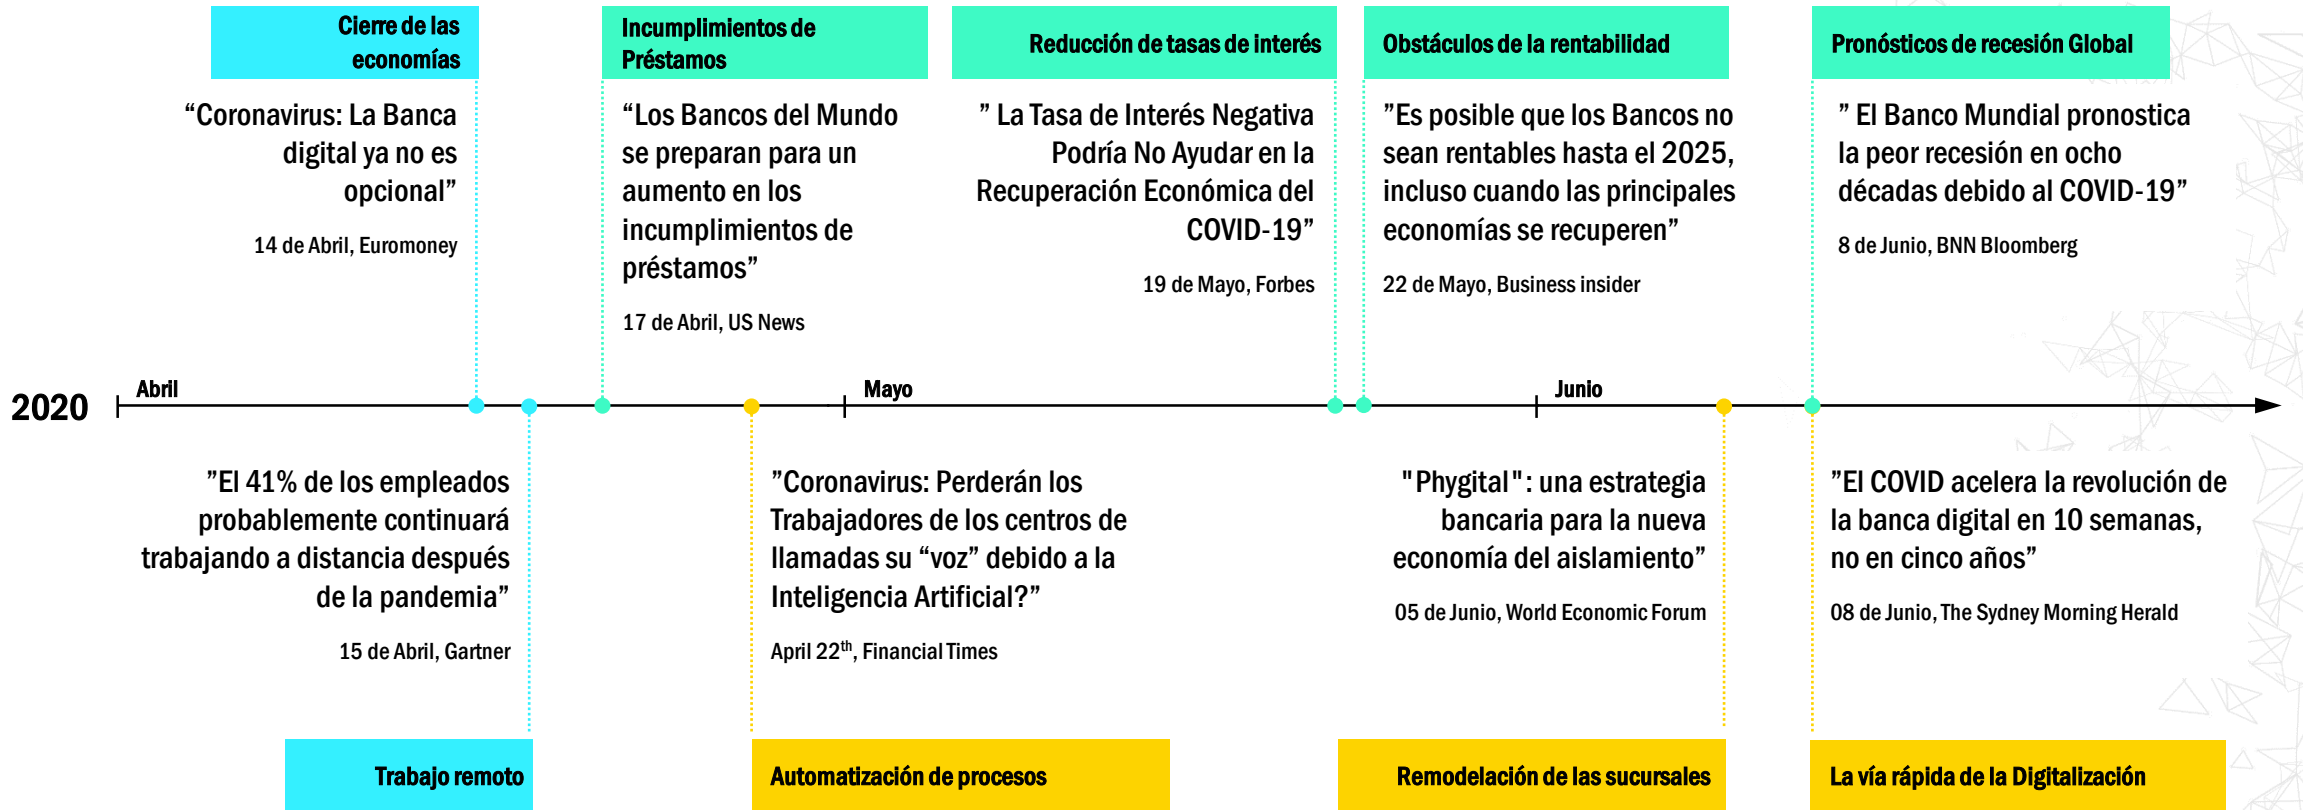 Cierre de las
economías
“Coronavirus: La Banca
digital ya no es
opcional”
14 de Abril, Euromoney
Incumplimientos de
Préstamos
“Los Bancos del Mundo
se preparan para un
aumento en los
incumplimientos de
préstamos”
17 de Abril, US News
Reducción de tasas de interés
” La Tasa de Interés Negativa
Podría No Ayudar en la
Recuperación Económica del
COVID-19”
19 de Mayo, Forbes
Obstáculos de la rentabilidad
”Es posible que los Bancos no
sean rentables hasta el 2025,
incluso cuando las principales
economías se recuperen”
22 de Mayo, Business insider
Pronósticos de recesión Global
” El Banco Mundial pronostica
la peor recesión en ocho
décadas debido al COVID-19”
8 de Junio, BNN Bloomberg
2020
Abril
Mayo
Junio
”El 41% de los empleados
probablemente continuará
trabajando a distancia después
de la pandemia”
15 de Abril, Gartner
Trabajo remoto
”Coronavirus: Perderán los
Trabajadores de los centros de
llamadas su “voz” debido a la
Inteligencia Artificial?”
April 22th, Financial Times
Automatización de procesos
"Phygital": una estrategia
bancaria para la nueva
economía del aislamiento”
05 de Junio, World Economic Forum
Remodelación de las sucursales
”El COVID acelera la revolución de
la banca digital en 10 semanas,
no en cinco años”
08 de Junio, The Sydney Morning Herald
La vía rápida de la Digitalización